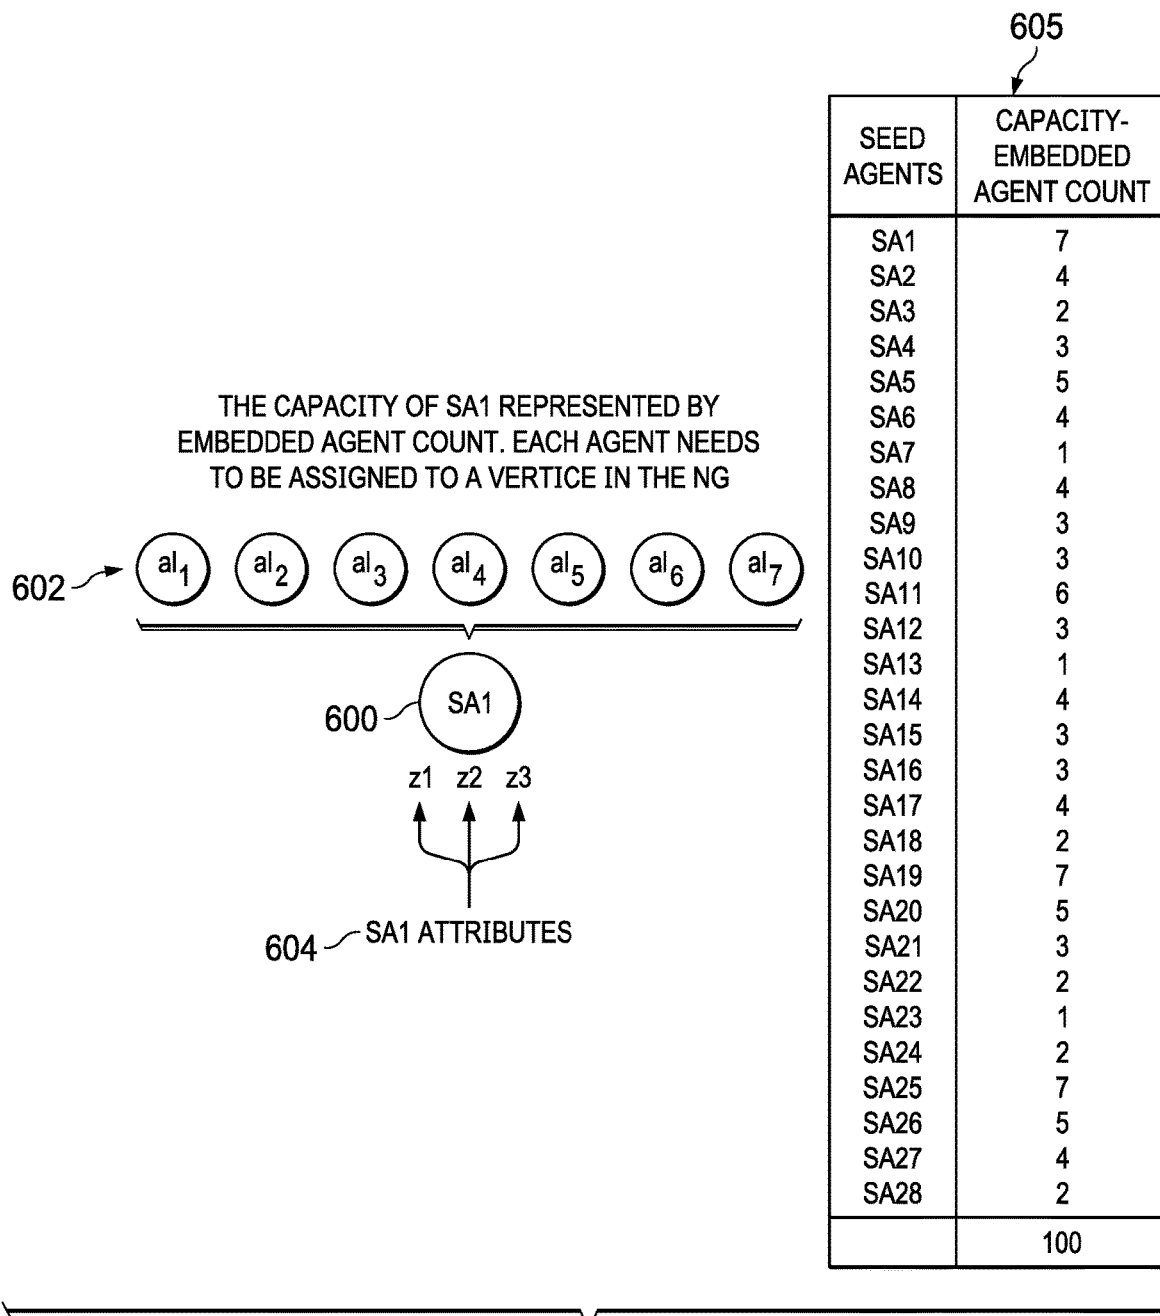 605
SEED AGENTS | CAPACITY-EMBEDDED AGENT COUNT
SA1 7
SA2 4
SA3 2
SA4 3
SA5 5
SA6 4
SA7 1
SA8 4
SA9 3
SA10 3
SA11 6
SA12 3
SA13 1
SA14 4
SA15 3
SA16 3
SA17 4
SA18 2
SA19 7
SA20 5
SA21 3
SA22 2
SA23 1
SA24 2
SA25 7
SA26 5
SA27 4
SA28 2
100
THE CAPACITY OF SA1 REPRESENTED BY
EMBEDDED AGENT COUNT. EACH AGENT NEEDS
TO BE ASSIGNED TO A VERTICE IN THE NG
602 al1 al2 al3 al4 al5 al6 al7
600 SA1
z1 z2 z3
604 SA1 ATTRIBUTES